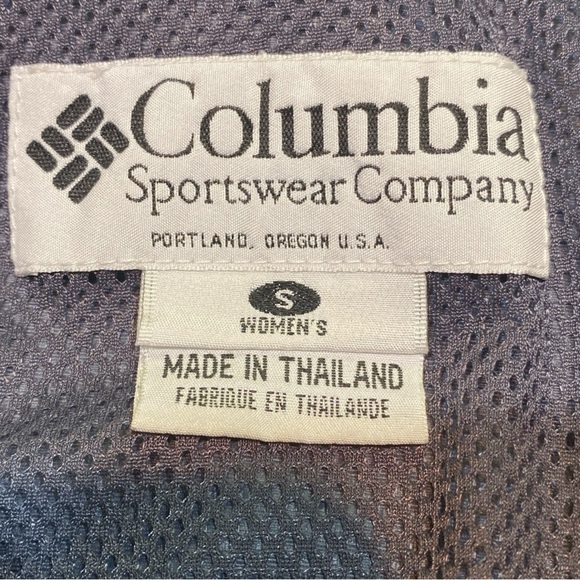 Columbia
Sportswear Company
PORTLAND, OREGON U.S.A.
S
WOMEN'S
MADE IN THAILAND
FABRIQUE EN THAILANDE